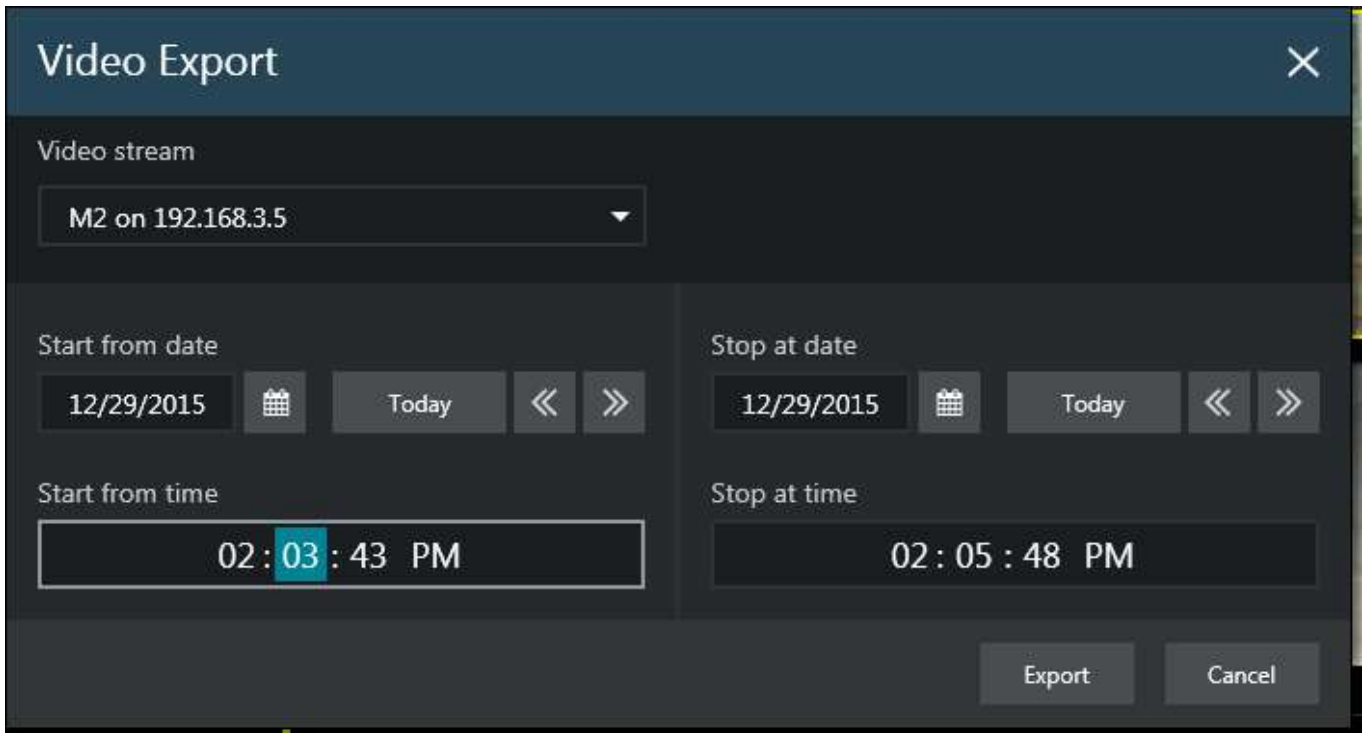 Video Export
Video stream
M2 on 192.168.3.5
Start from date
12/29/2015 Today
Start from time
02 : 03 : 43 PM
Stop at date
12/29/2015 Today
Stop at time
02 : 05 : 48 PM
Export Cancel